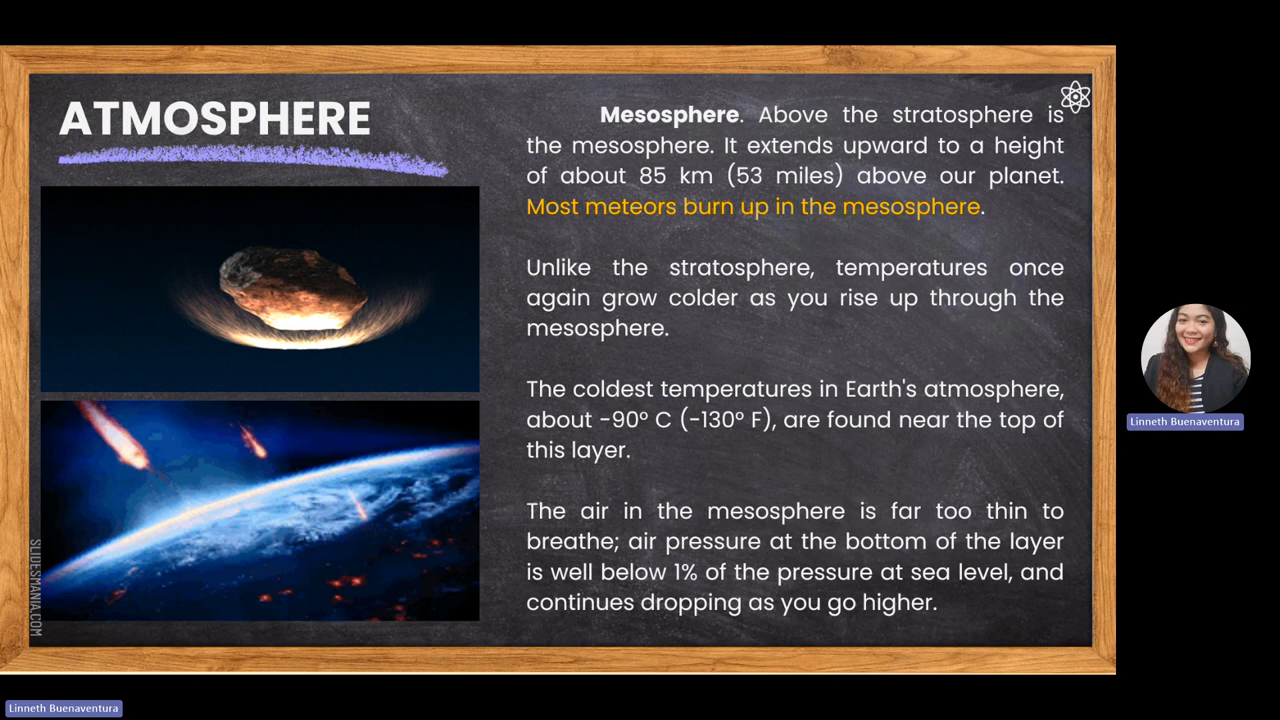 ATMOSPHERE
Mesosphere. Above the stratosphere is
the mesosphere. It extends upward to a height
of about 85 km (53 miles) above our planet.
Most meteors burn up in the mesosphere.
Unlike the stratosphere, temperatures once
again grow colder as you rise up through the
mesosphere.
The coldest temperatures in Earth's atmosphere,
about -90° C (-130° F), are found near the top of
this layer.
The air in the mesosphere is far too thin to
breathe; air pressure at the bottom of the layer
is well below 1% of the pressure at sea level, and
continues dropping as you go higher.
SLIDESMANIA.COM
Linneth Buenaventura
Linneth Buenaventura